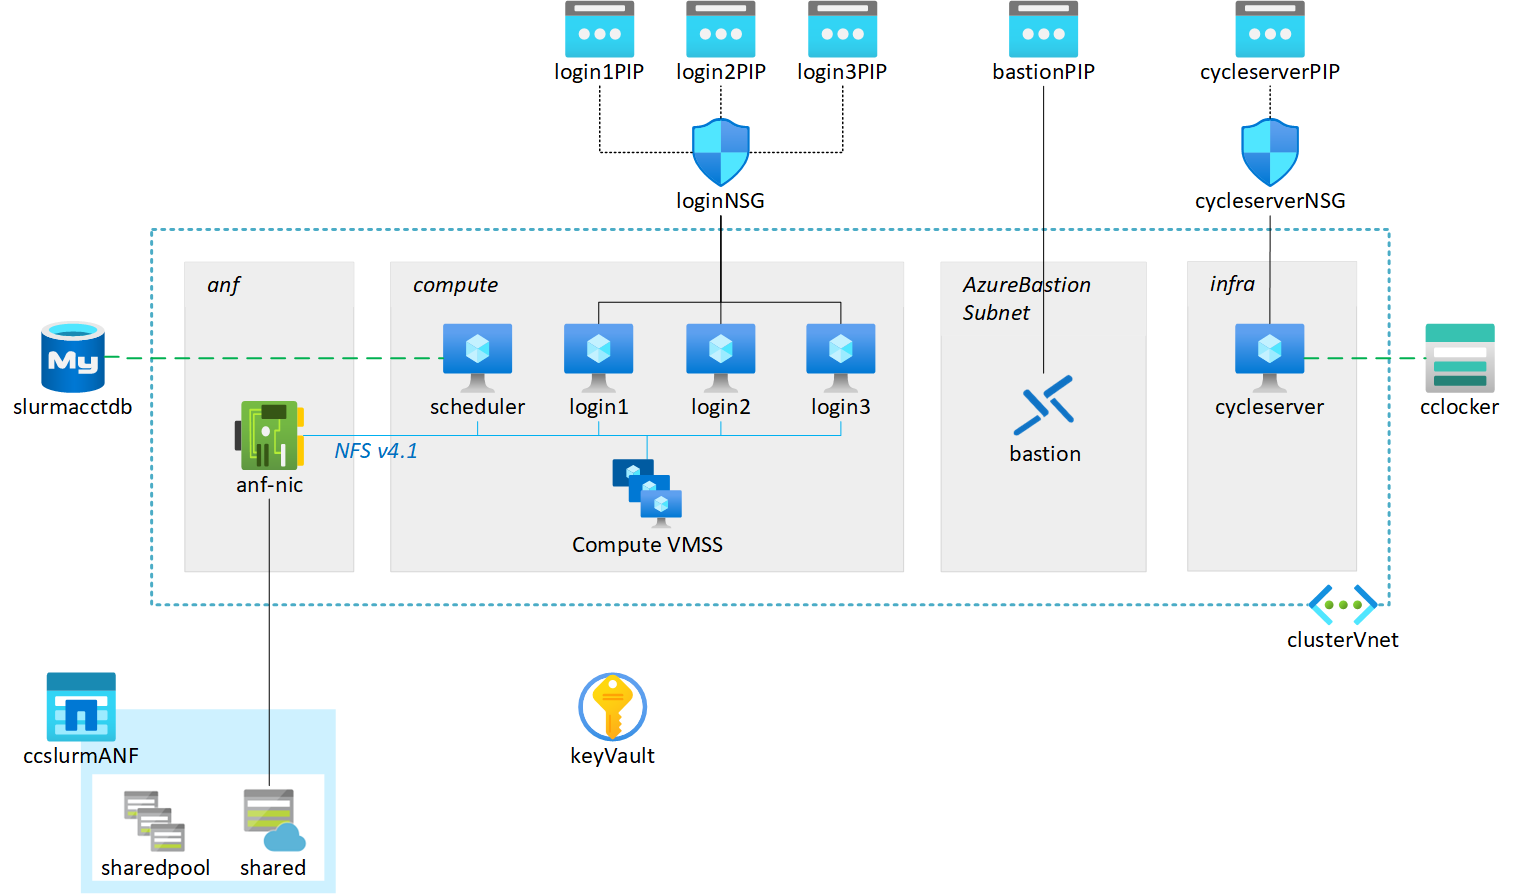 login1PIP
login2PIP
login3PIP
bastionPIP
cycleserverPIP
loginNSG
cycleserverNSG
anf
compute
AzureBastion
Subnet
infra
My
slurmacctdb
scheduler
login1
login2
login3
cycleserver
cclocker
NFS v4.1
bastion
anf-nic
Compute VMSS
clusterVnet
ccslurmANF
keyVault
sharedpool
shared